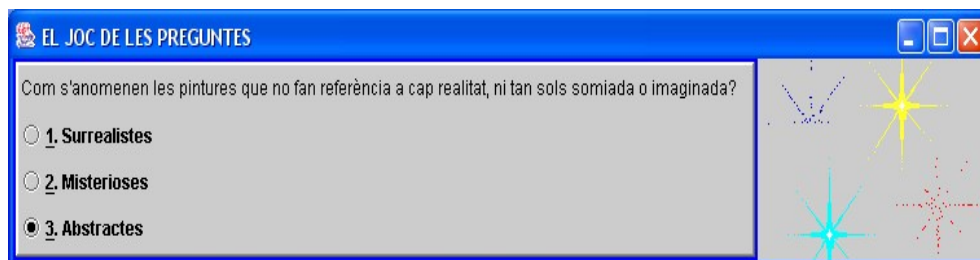 EL JOC DE LES PREGUNTES
Com s'anomenen les pintures que no fan referència a cap realitat, ni tan sols somiada o imaginada?
1. Surrealistes
2. Misterioses
3. Abstractes